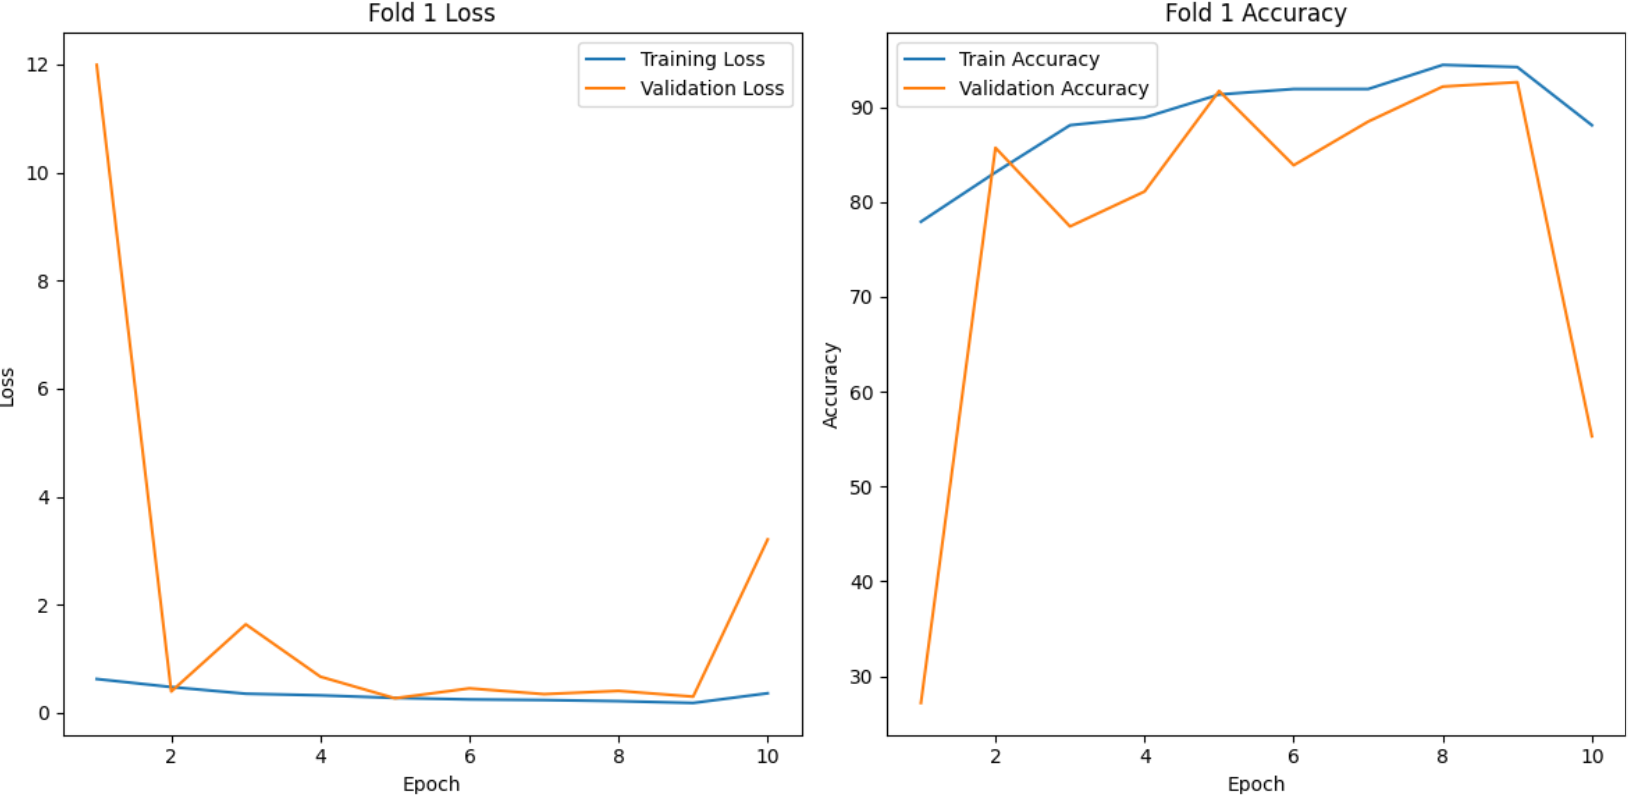 Fold 1 Loss
Training Loss
Validation Loss
12
10
8
6
4
2
0
Loss
2 4 6 8 10
Epoch
Fold 1 Accuracy
Train Accuracy
Validation Accuracy
90
80
70
60
50
40
30
Accuracy
2 4 6 8 10
Epoch